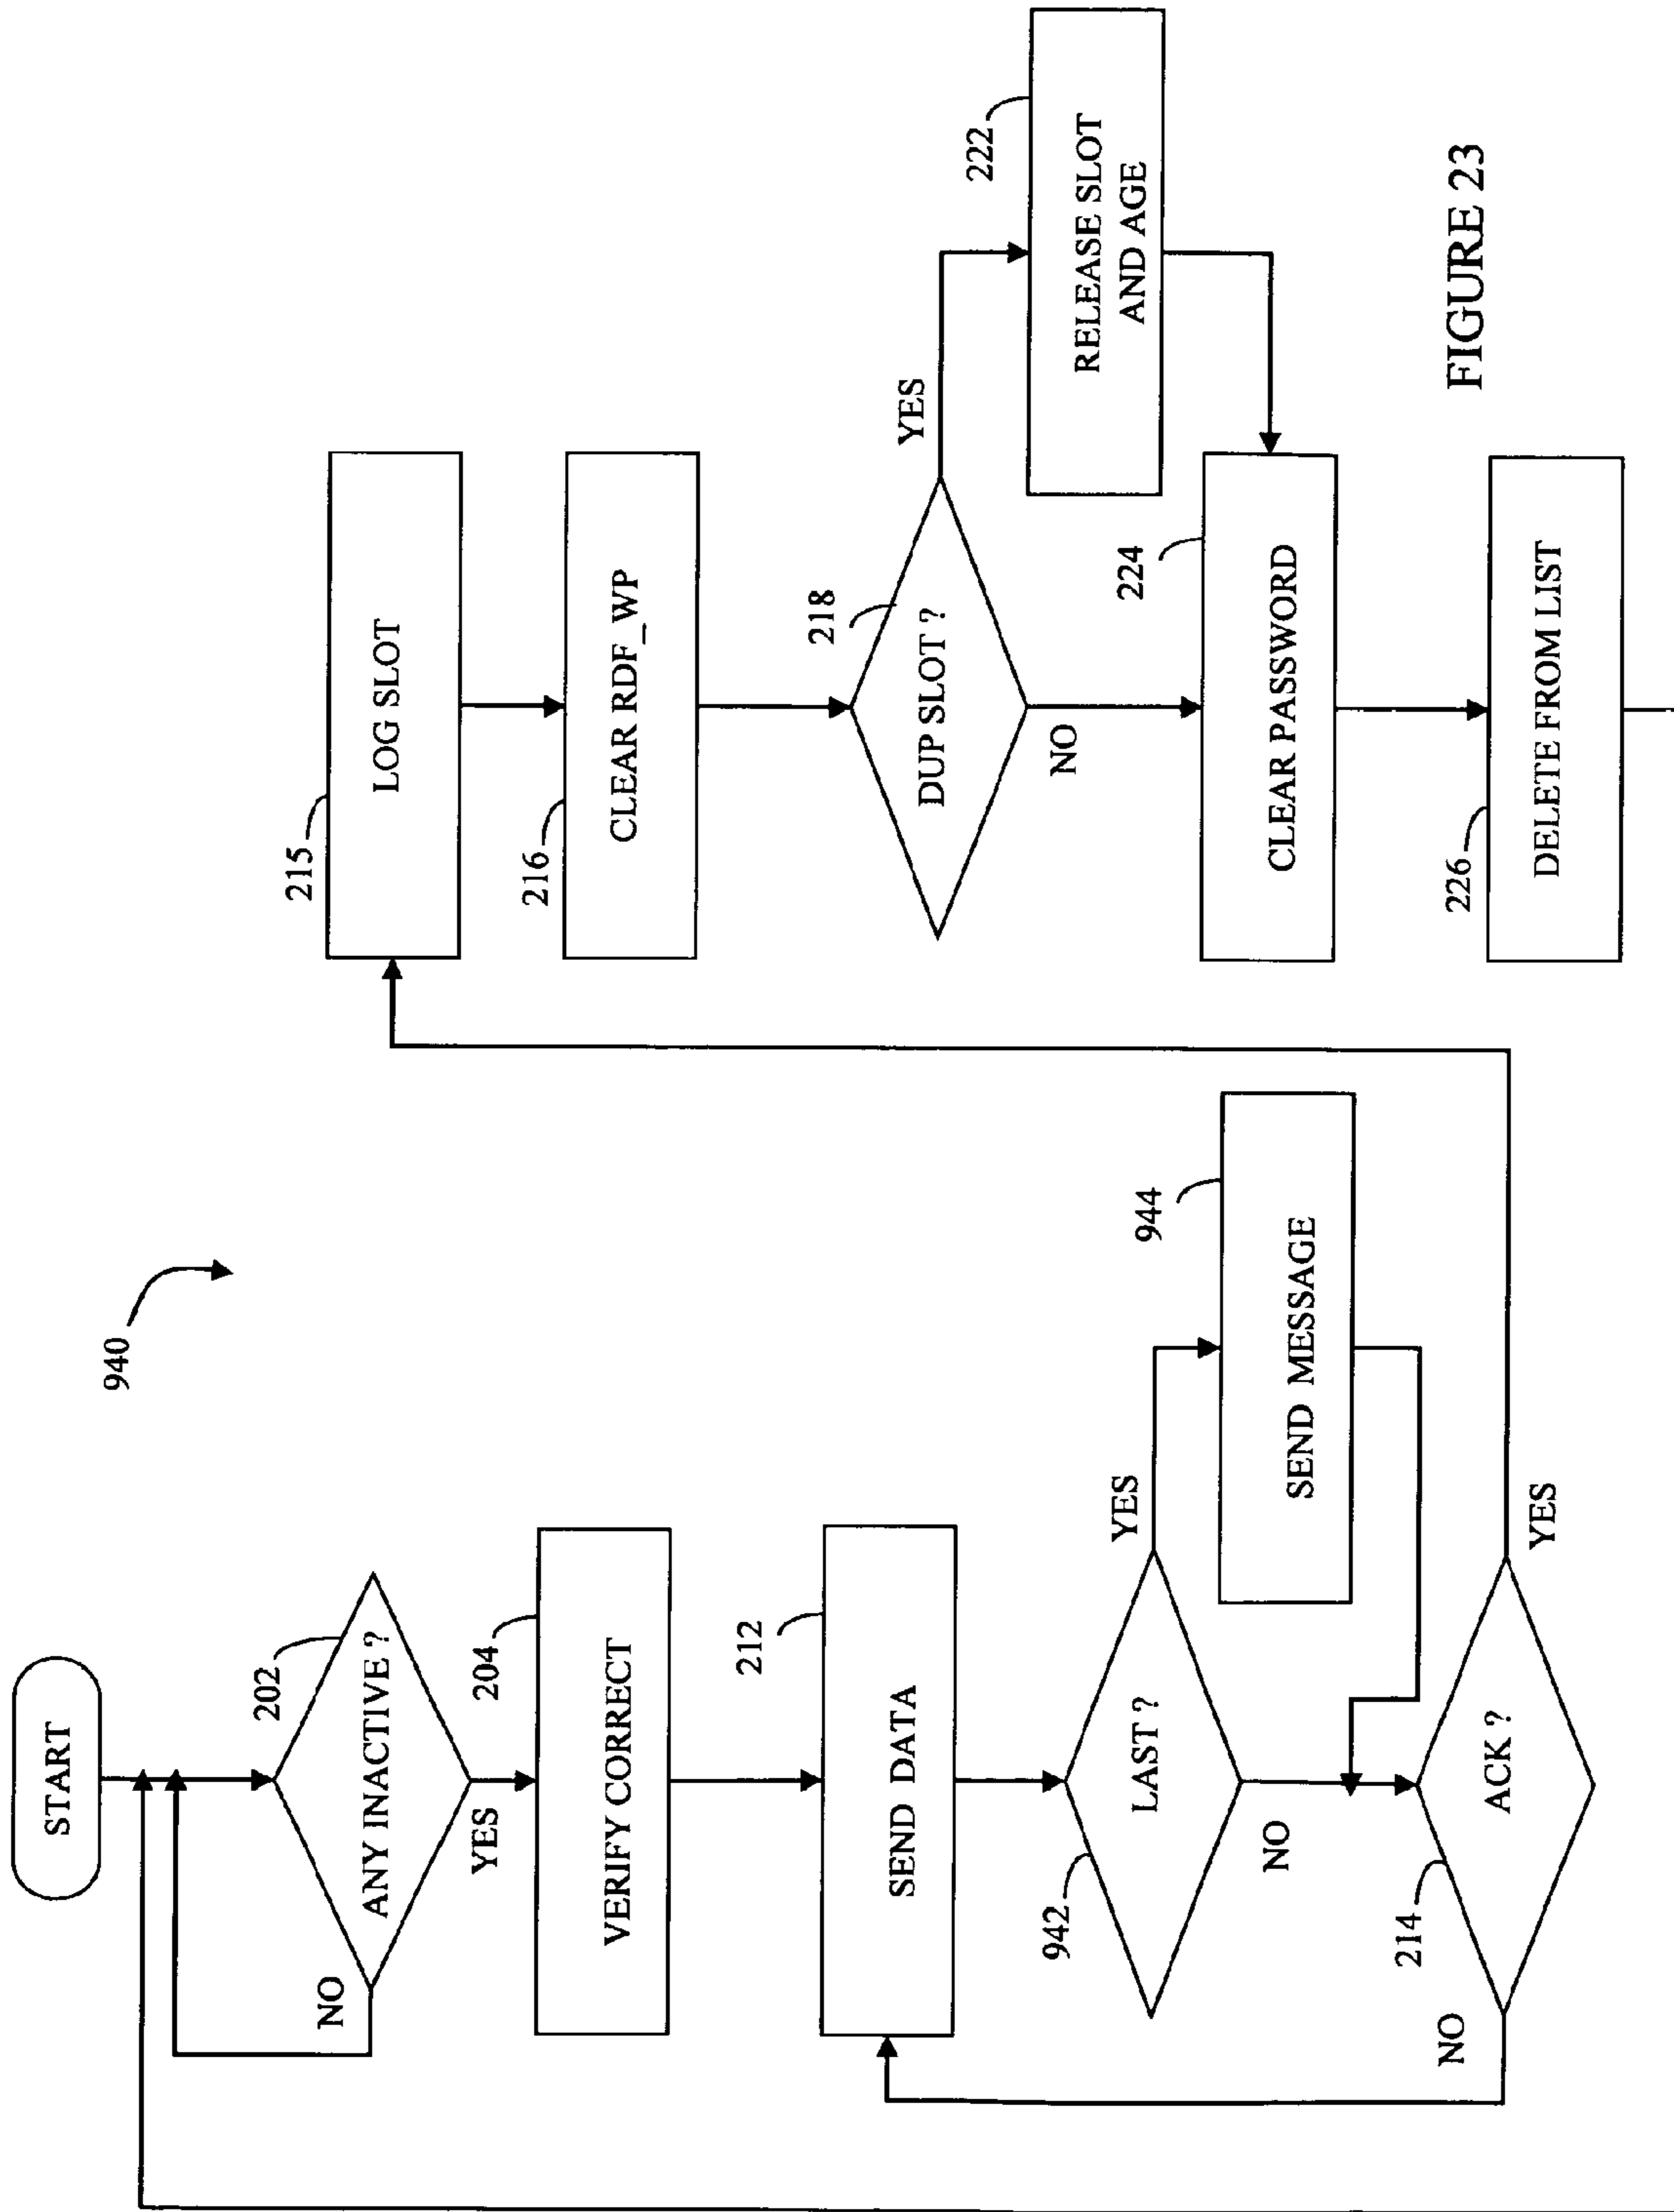 940
START
202
ANY INACTIVE ?
NO
YES
204
VERIFY CORRECT
212
SEND DATA
942
LAST ?
YES
NO
944
SEND MESSAGE
214
ACK ?
NO
YES
215
LOG SLOT
216
CLEAR RDF_WP
218
DUP SLOT ?
YES
NO
222
RELEASE SLOT
AND AGE
224
CLEAR PASSWORD
226
DELETE FROM LIST
FIGURE 23